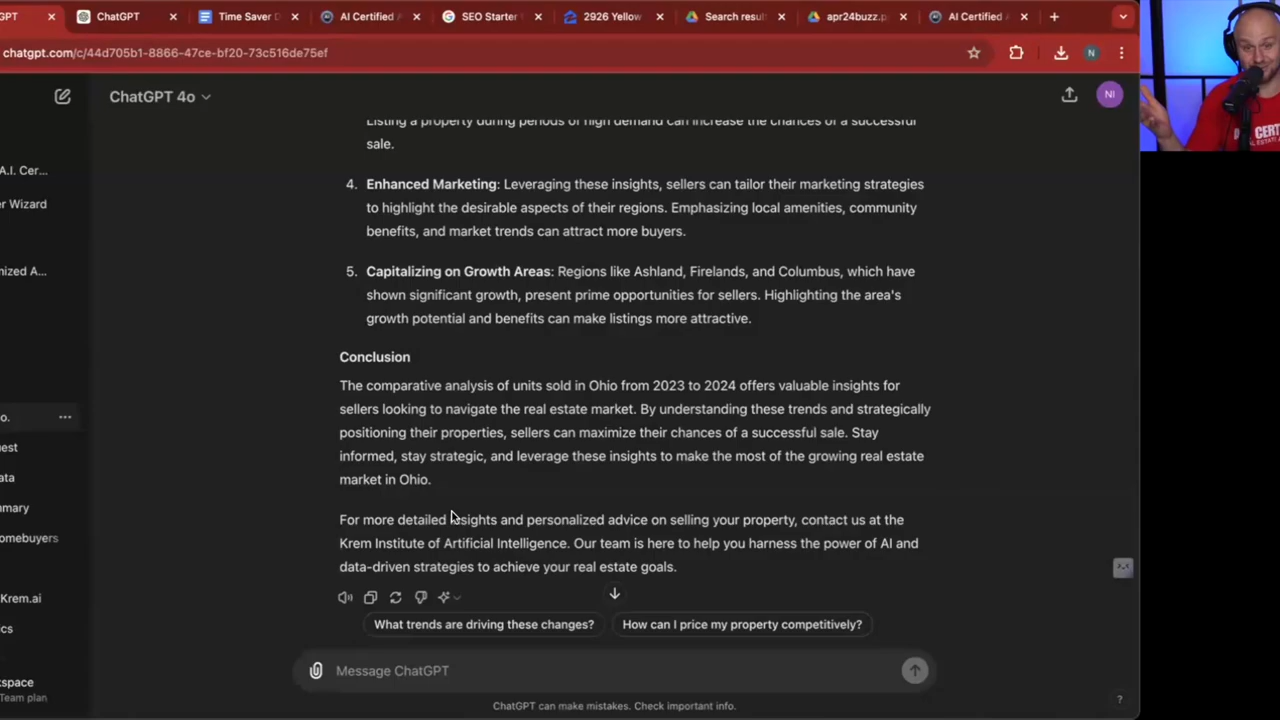 GPT
ChatGPT
Time Saver D
AI Certified A
SEO Starter
2926 Yellow
Search resul
apr24buzz.p
AI Certified A
chatgpt.com/c/44d705b1-8866-47ce-bf20-73c516de75ef
N
ChatGPT 4o
NI
Listing a property during periods of high demand can increase the chances of a successful
sale.
A.I. Cer...
er Wizard
4. Enhanced Marketing: Leveraging these insights, sellers can tailor their marketing strategies
to highlight the desirable aspects of their regions. Emphasizing local amenities, community
benefits, and market trends can attract more buyers.
mized A...
5. Capitalizing on Growth Areas: Regions like Ashland, Firelands, and Columbus, which have
shown significant growth, present prime opportunities for sellers. Highlighting the area's
growth potential and benefits can make listings more attractive.
Conclusion
The comparative analysis of units sold in Ohio from 2023 to 2024 offers valuable insights for
sellers looking to navigate the real estate market. By understanding these trends and strategically
positioning their properties, sellers can maximize their chances of a successful sale. Stay
informed, stay strategic, and leverage these insights to make the most of the growing real estate
market in Ohio.
o.
uest
ata
mmary
omebuyers
For more detailed insights and personalized advice on selling your property, contact us at the
Krem Institute of Artificial Intelligence. Our team is here to help you harness the power of AI and
data-driven strategies to achieve your real estate goals.
Krem.ai
ics
What trends are driving these changes?
How can I price my property competitively?
Message ChatGPT
kspace
Team plan
ChatGPT can make mistakes. Check important info.
?
CERT